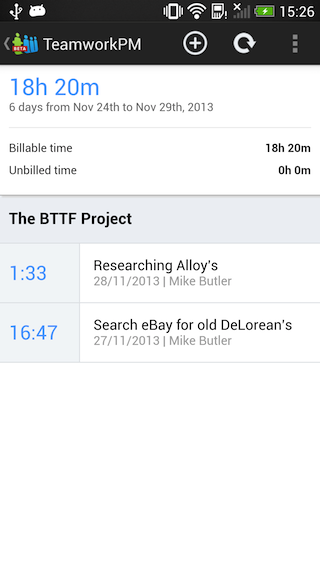 15:26
BETA
TeamworkPM
18h 20m
6 days from Nov 24th to Nov 29th, 2013
Billable time 18h 20m
Unbilled time 0h 0m
The BTTF Project
1:33 Researching Alloy's
28/11/2013 | Mike Butler
16:47 Search eBay for old DeLorean's
27/11/2013 | Mike Butler